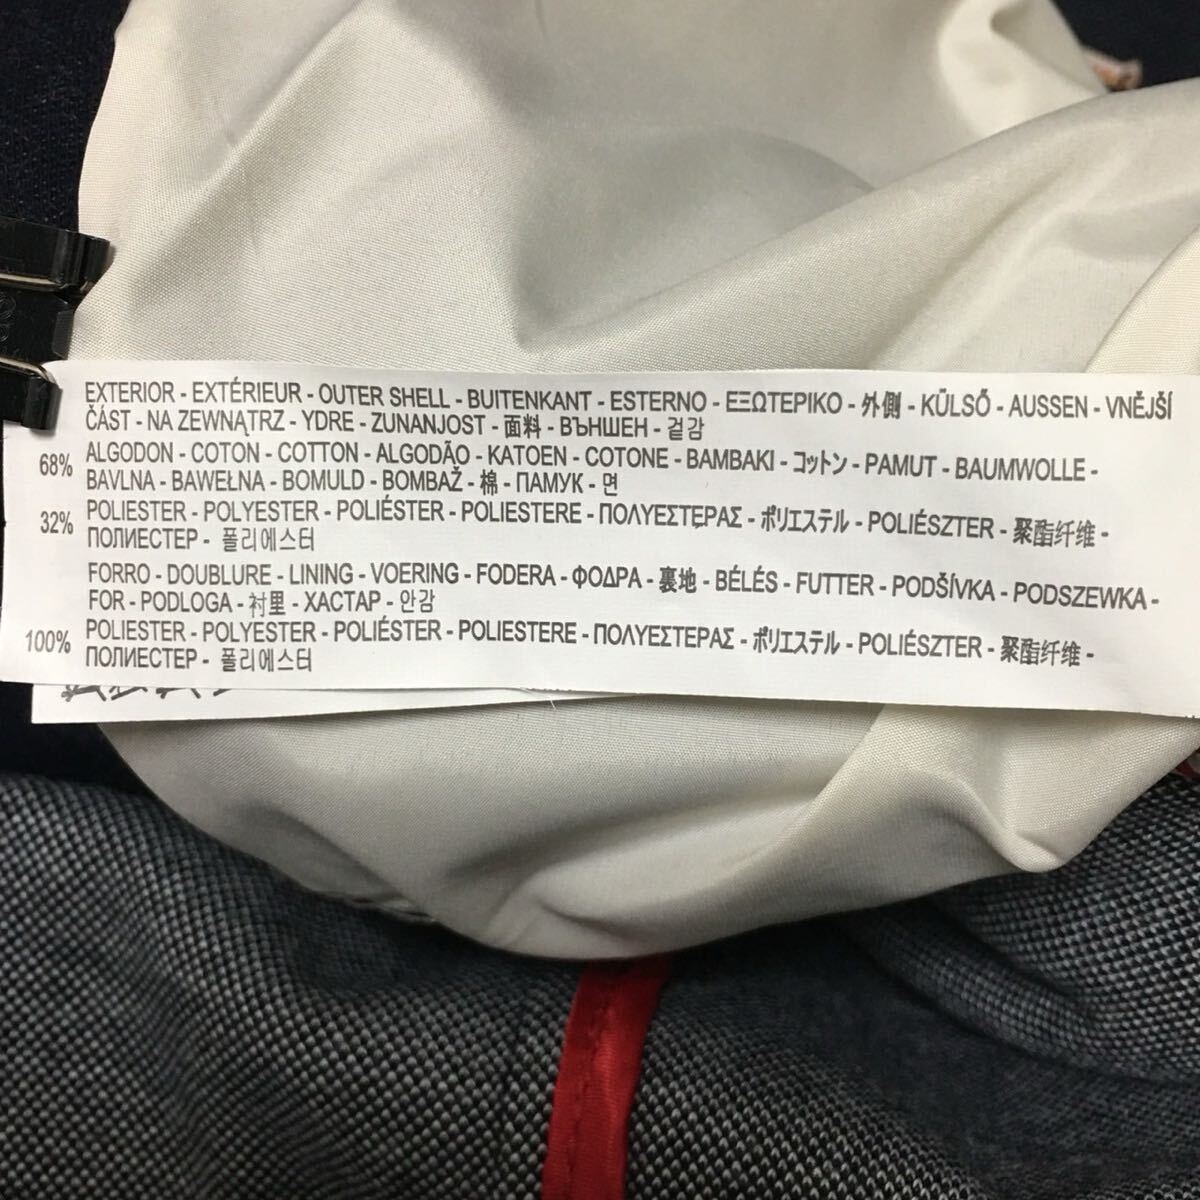 EXTERIOR - EXTÉRIEUR - OUTER SHELL - BUITENKANT - ESTERNO - ΕΞΩΤΕΡΙΚΟ - 外側 - KŰLSŐ - AUSSEN - VNĚJŠÍ
ČÁST - NA ZEWNĄTRZ - YDRE - ZUNANJOST - 面料 - ВЪНШЕН - 겉감
68% ALGODON - COTON - COTTON - ALGODÃO - KATOEN - COTONE - BAMBAKI - コットン - PAMUT - BAUMWOLLE -
BAVLNA - BAWEŁNA - BOMULD - BOMBAŽ - 棉 - ПАМУК - 면
32% POLIESTER - POLYESTER - POLIÉSTER - POLIESTERE - ΠΟΛΥΕΣΤΕΡΑΣ - ポリエステル - POLIÉSZTER - 聚酯纤维 -
ПОЛИЕСТЕР - 폴리에스터
FORRO - DOUBLURE - LINING - VOERING - FODERA - ΦΟΔΡΑ - 裏地 - BÉLÉS - FUTTER - PODŠÍVKA - PODSZEWKA -
FOR - PODLOGA - 衬里 - ХАСТАР - 안감
100% POLIESTER - POLYESTER - POLIÉSTER - POLIESTERE - ΠΟΛΥΕΣΤΕΡΑΣ - ポリエステル - POLIÉSZTER - 聚酯纤维 -
ПОЛИЕСТЕР - 폴리에스터